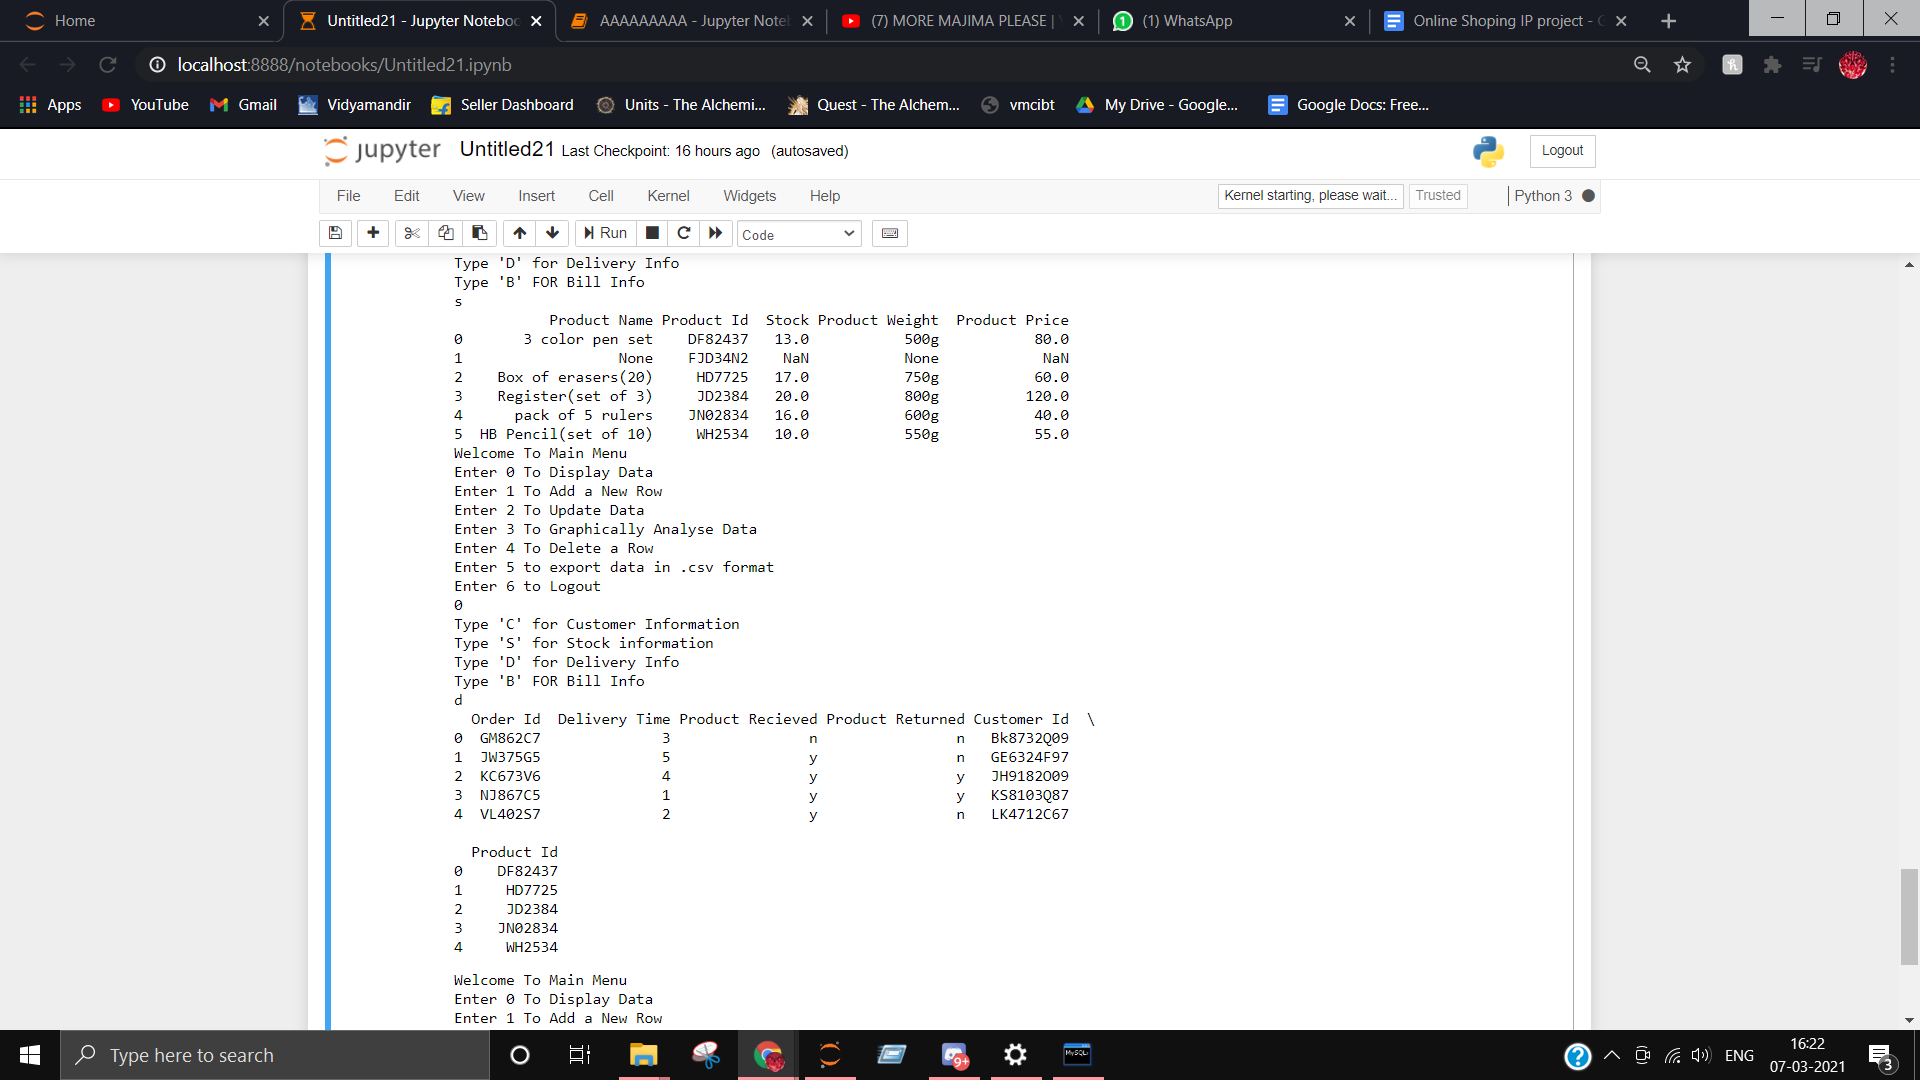 Home
Untitled21 - Jupyter Noteboo
AAAAAAAAA - Jupyter Note
(7) MORE MAJIMA PLEASE |
(1) WhatsApp
Online Shoping IP project -
localhost:8888/notebooks/Untitled21.ipynb
Apps YouTube Gmail Vidyamandir Seller Dashboard Units - The Alchemi... Quest - The Alchem... vmcibt My Drive - Google... Google Docs: Free...
jupyter Untitled21 Last Checkpoint: 16 hours ago (autosaved) Logout
File Edit View Insert Cell Kernel Widgets Help Kernel starting, please wait... Trusted Python 3
Run Code
Type 'D' for Delivery Info
Type 'B' FOR Bill Info
s
Product Name Product Id Stock Product Weight Product Price
0 3 color pen set DF82437 13.0 500g 80.0
1 None FJD34N2 NaN None NaN
2 Box of erasers(20) HD7725 17.0 750g 60.0
3 Register(set of 3) JD2384 20.0 800g 120.0
4 pack of 5 rulers JN02834 16.0 600g 40.0
5 HB Pencil(set of 10) WH2534 10.0 550g 55.0
Welcome To Main Menu
Enter 0 To Display Data
Enter 1 To Add a New Row
Enter 2 To Update Data
Enter 3 To Graphically Analyse Data
Enter 4 To Delete a Row
Enter 5 to export data in .csv format
Enter 6 to Logout
0
Type 'C' for Customer Information
Type 'S' for Stock information
Type 'D' for Delivery Info
Type 'B' FOR Bill Info
d
Order Id Delivery Time Product Recieved Product Returned Customer Id \
0 GM862C7 3 n n Bk8732Q09
1 JW375G5 5 y n GE6324F97
2 KC673V6 4 y y JH9182O09
3 NJ867C5 1 y y KS8103Q87
4 VL402S7 2 y n LK4712C67
Product Id
0 DF82437
1 HD7725
2 JD2384
3 JN02834
4 WH2534
Welcome To Main Menu
Enter 0 To Display Data
Enter 1 To Add a New Row
Type here to search
9+
MySQL
ENG
16:22
07-03-2021
3